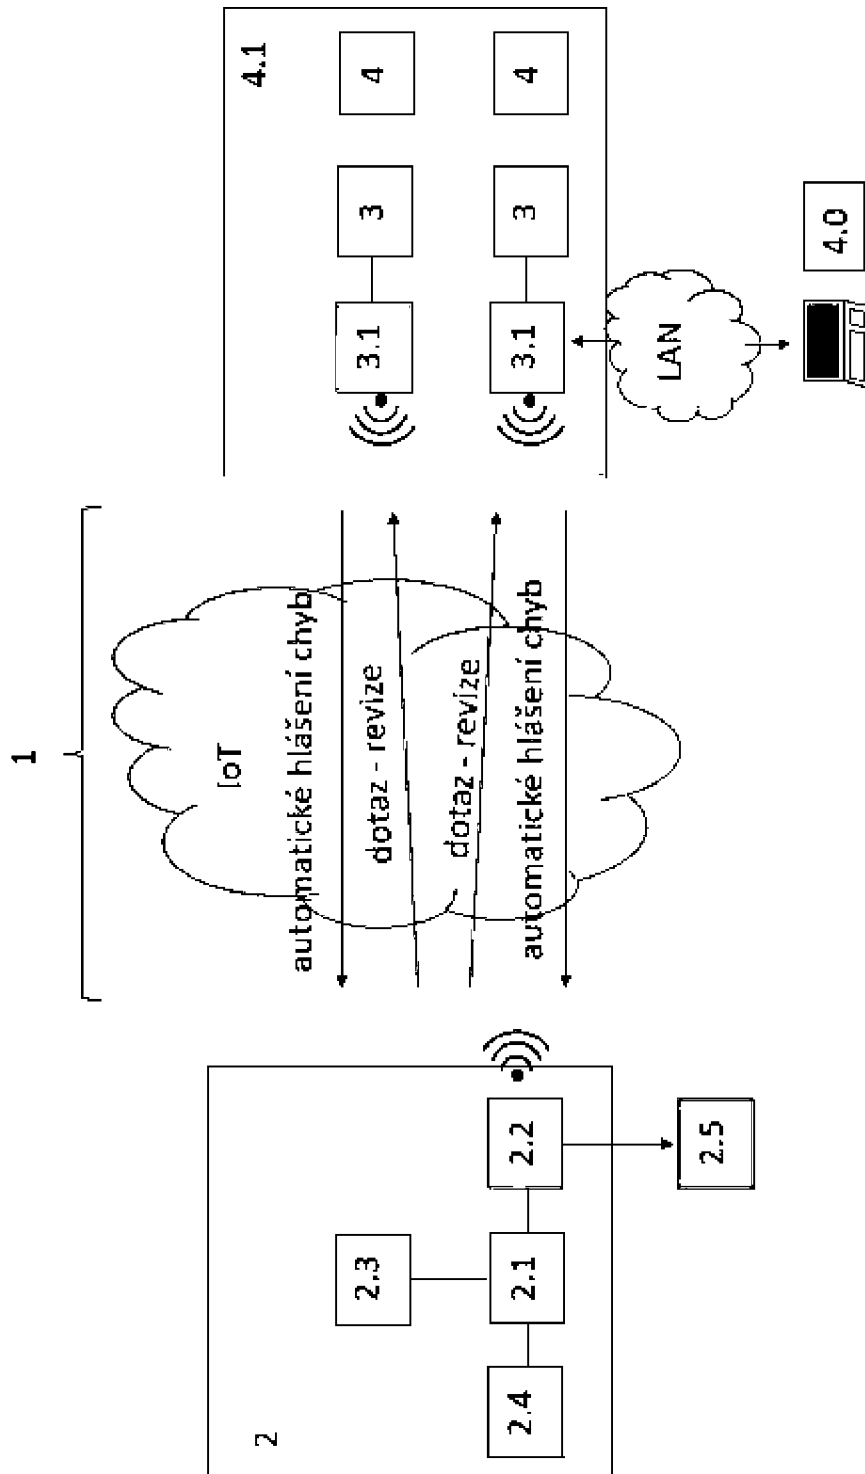 1
2
IoT
4.1
automatické hlášení chyb
2.3
dotaz - revize
3.1
3
4
dotaz - revize
2.4
2.1
2.2
automatické hlášení chyb
3.1
3
4
LAN
2.5
4.0